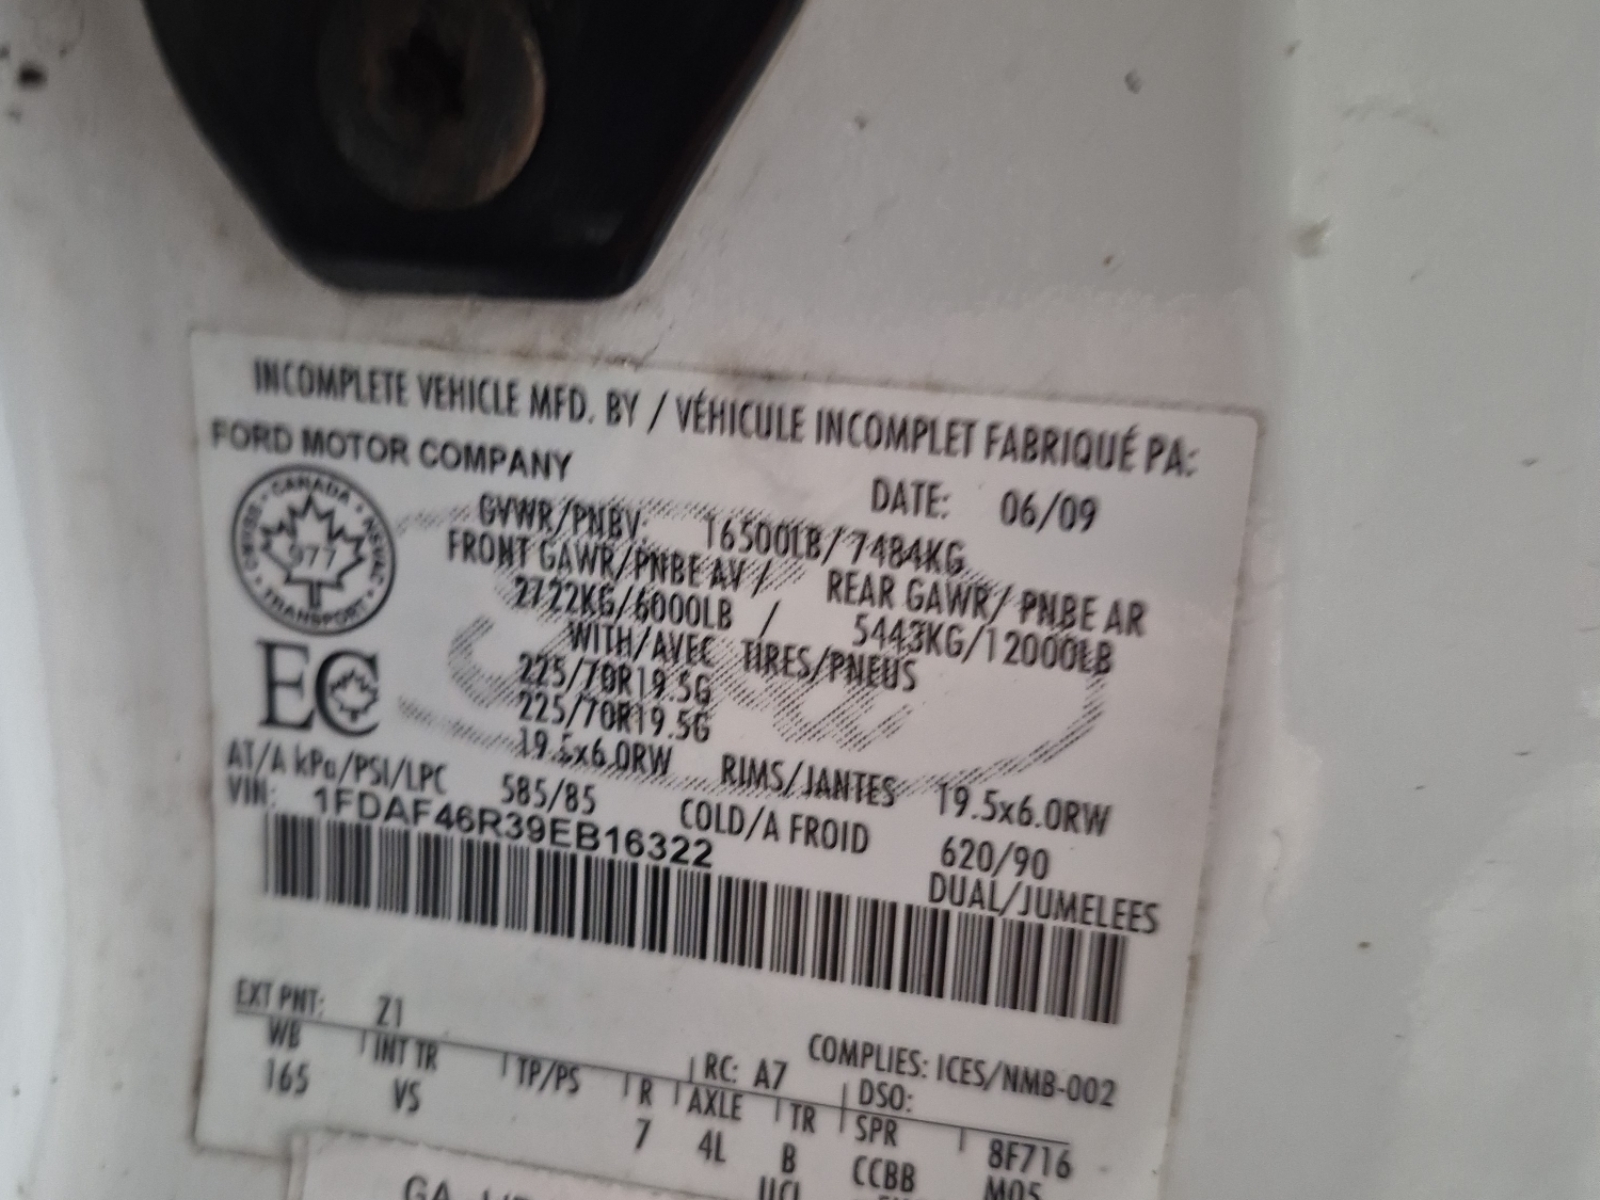 INCOMPLETE VEHICLE MFD. BY / VÉHICULE INCOMPLET FABRIQUÉ PA:
FORD MOTOR COMPANY
DATE: 06/09
GVWR/PNBV: 16500LB/7484KG
FRONT GAWR/PNBE AV / REAR GAWR/ PNBE AR
2722KG/6000LB / 5443KG/12000LB
WITH/AVEC TIRES/PNEUS
225/70R19.5G
225/70R19.5G
19.5x6.0RW RIMS/JANTES 19.5x6.0RW
AT/A kPa/PSI/LPC 585/85 COLD/A FROID 620/90
DUAL/JUMELEES
VIN: 1FDAF46R39EB16322
CANADA
977
TRANSPORT
EC
EXT PNT: Z1 RC: A7 DSO:
COMPLIES: ICES/NMB-002
WB INT TR TP/PS R AXLE TR SPR 8F716
165 VS 7 4L B CCBB M05